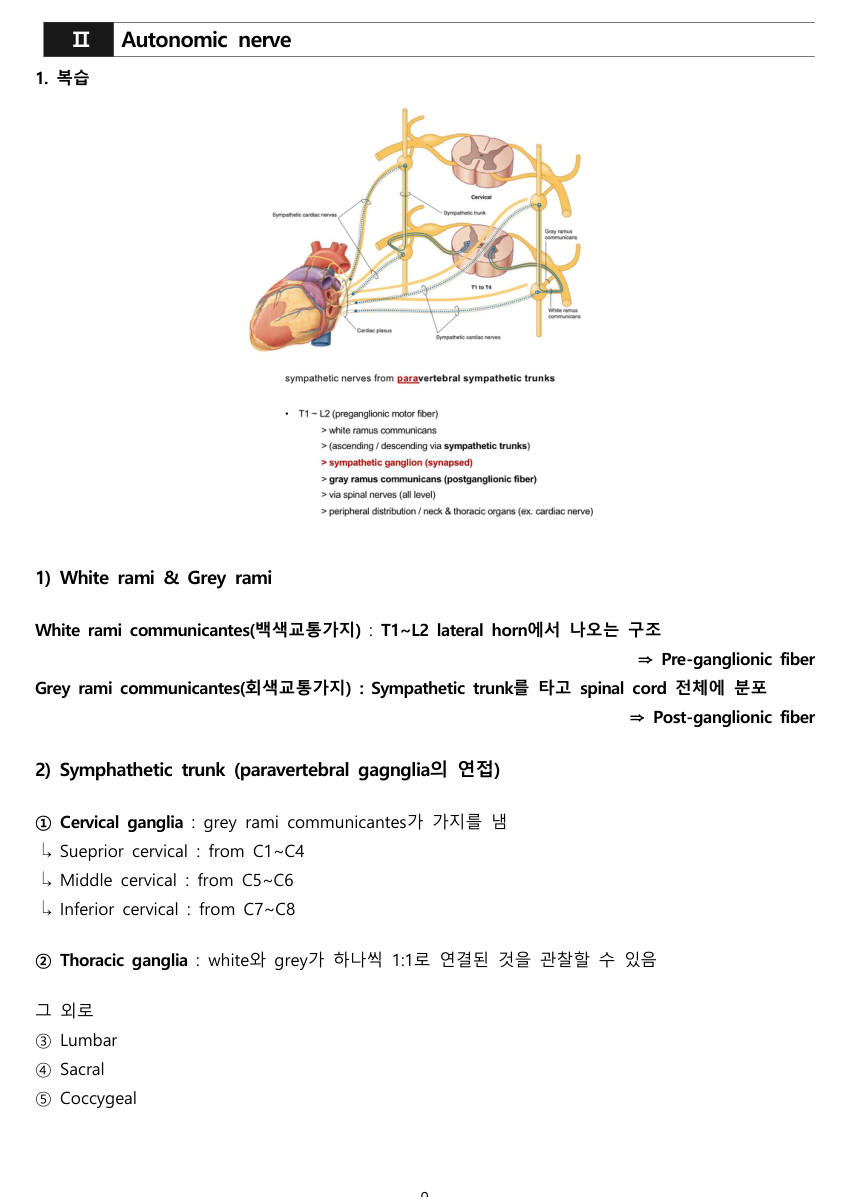 Ⅱ Autonomic nerve
1. 복습
Cervical
Sympathetic cardiac nerves
Sympathetic trunk
Gray ramus
communicans
T1 to T4
White ramus
communicans
Cardiac plexus
Sympathetic cardiac nerves
sympathetic nerves from paravertebral sympathetic trunks
• T1 ~ L2 (preganglionic motor fiber)
> white ramus communicans
> (ascending / descending via sympathetic trunks)
> sympathetic ganglion (synapsed)
> gray ramus communicans (postganglionic fiber)
> via spinal nerves (all level)
> peripheral distribution / neck & thoracic organs (ex. cardiac nerve)
1) White rami & Grey rami
White rami communicantes(백색교통가지) : T1~L2 lateral horn에서 나오는 구조
⇒ Pre-ganglionic fiber
Grey rami communicantes(회색교통가지) : Sympathetic trunk를 타고 spinal cord 전체에 분포
⇒ Post-ganglionic fiber
2) Symphathetic trunk (paravertebral gagnglia의 연접)
① Cervical ganglia : grey rami communicantes가 가지를 냄
↳ Sueprior cervical : from C1~C4
↳ Middle cervical : from C5~C6
↳ Inferior cervical : from C7~C8
② Thoracic ganglia : white와 grey가 하나씩 1:1로 연결된 것을 관찰할 수 있음
그 외로
③ Lumbar
④ Sacral
⑤ Coccygeal